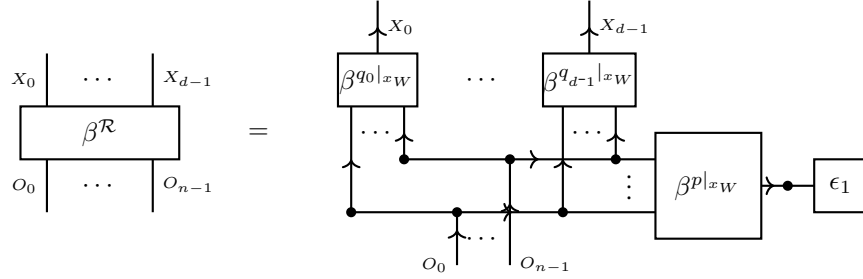 X_0 X_{d−1}
X_0 ⋯ X_{d−1} β^{q_0|x_W} ⋯ β^{q_{d-1}|x_W}
β^ℛ = ⋯ ⋯
O_0 ⋯ O_{n−1} ⋮ β^{p|x_W} ϵ_1
⋯
O_0 O_{n−1}